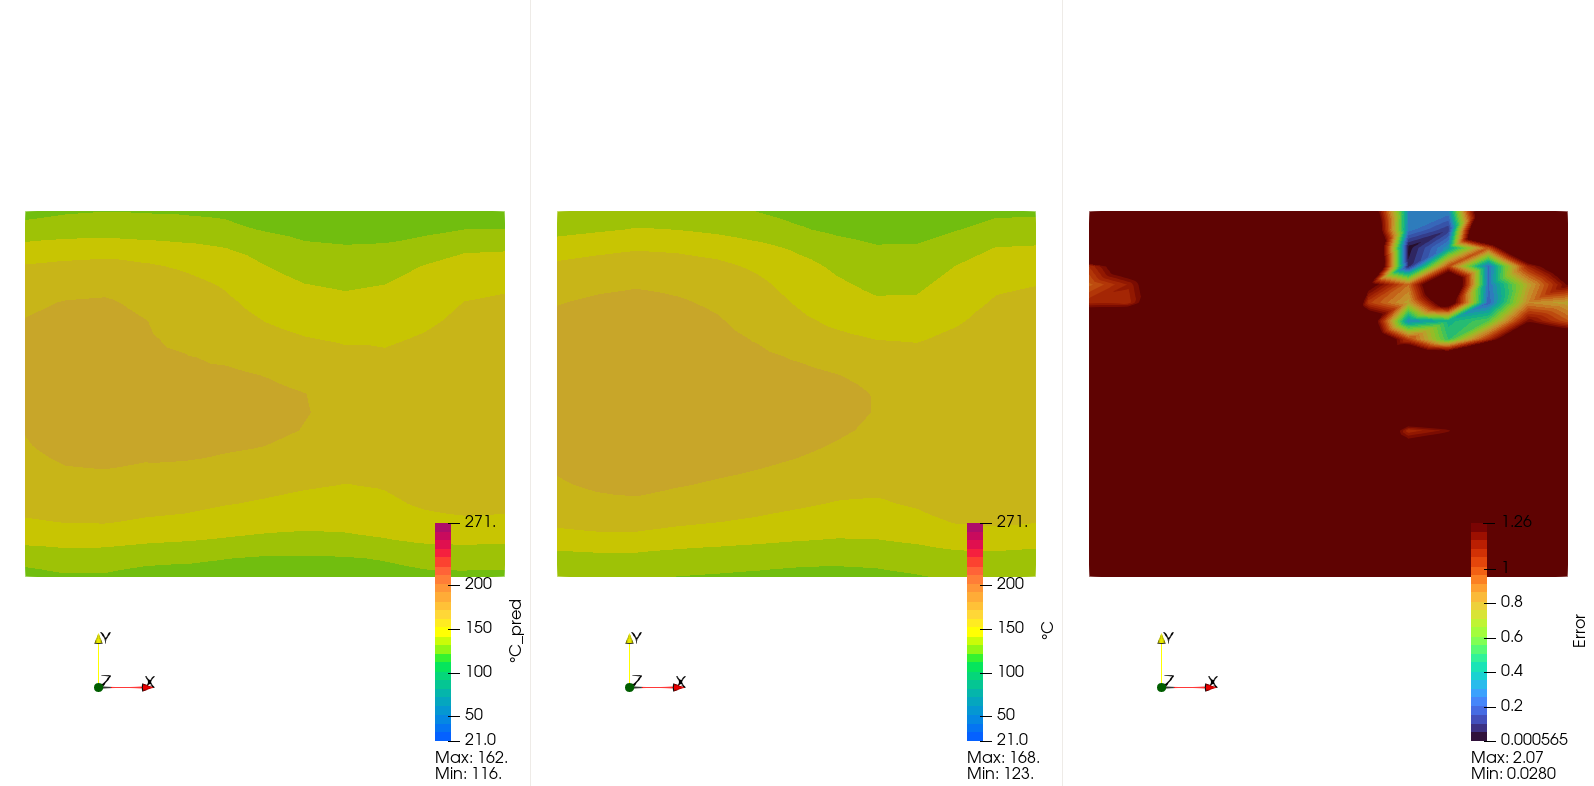 271.
200
150
100
50
21.0
°C_pred
Max: 162.
Min: 116.
Y
Z
X
271.
200
150
100
50
21.0
°C
Max: 168.
Min: 123.
Y
Z
X
1.26
1
0.8
0.6
0.4
0.2
0.000565
Error
Max: 2.07
Min: 0.0280
Y
Z
X